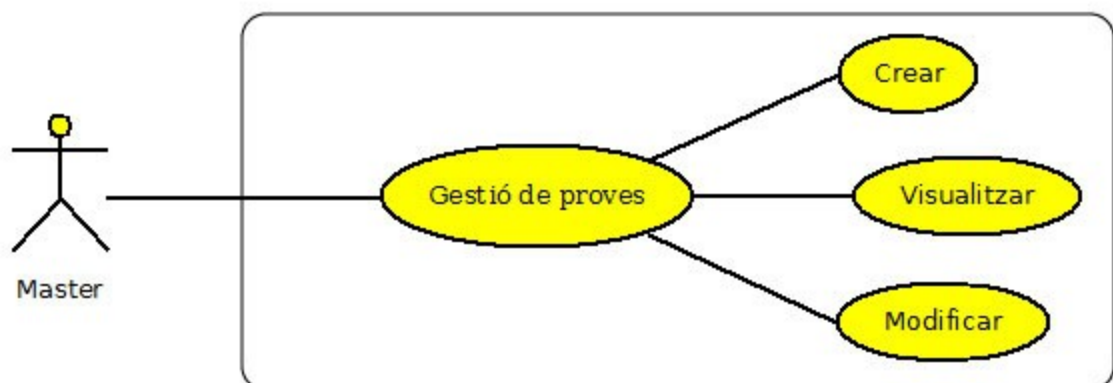 Crear
Gestió de proves
Visualitzar
Master
Modificar